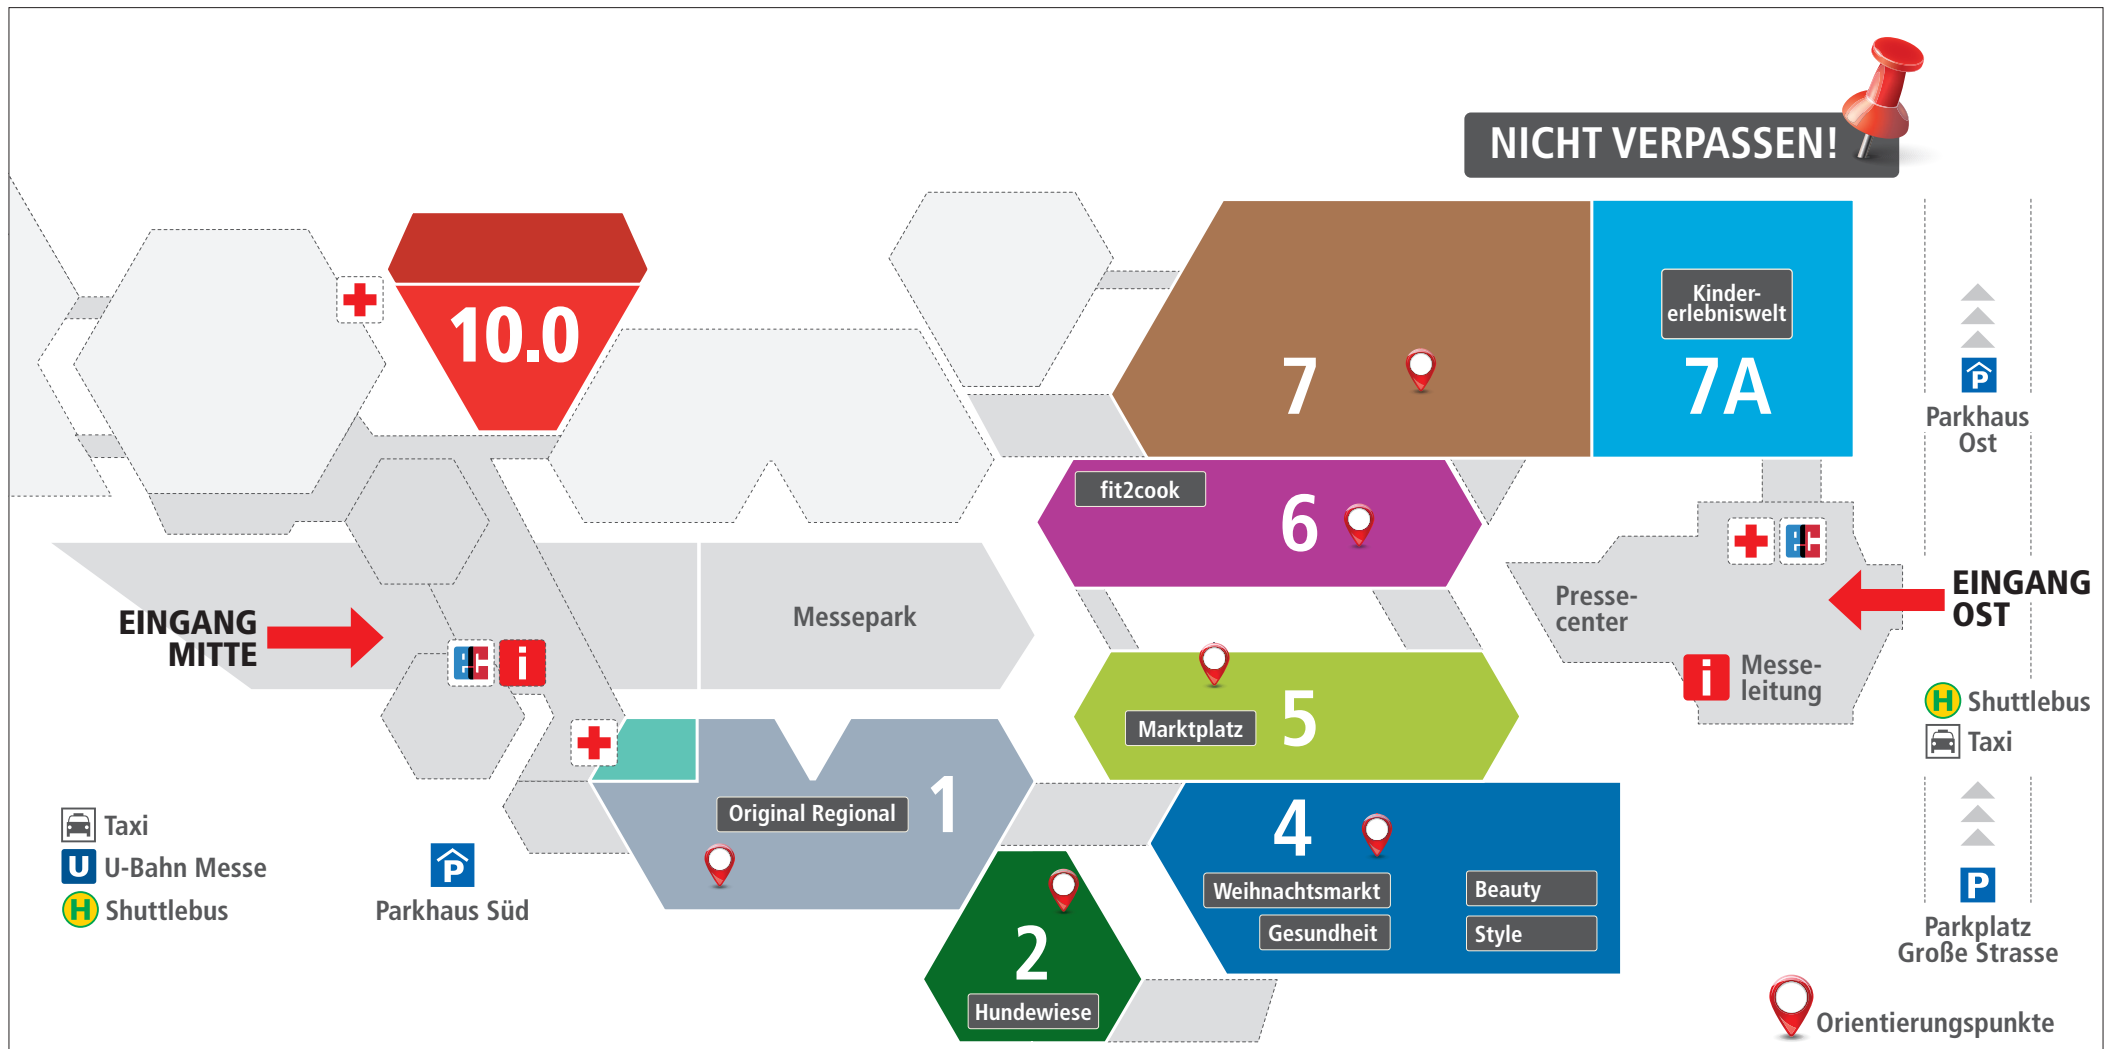 NICHT VERPASSEN!
10.0
7
Kinder-
erlebniswelt
7A
P
Parkhaus
Ost
fit2cook
6
EINGANG
MITTE
Messepark
Presse-
center
EINGANG
OST
i
i
Messe-
leitung
H Shuttlebus
Taxi
Marktplatz
5
Original Regional
1
4
Weihnachtsmarkt
Gesundheit
Beauty
Style
Taxi
U U-Bahn Messe
H Shuttlebus
P
Parkhaus Süd
2
Hundewiese
P
Parkplatz
Große Strasse
Orientierungspunkte